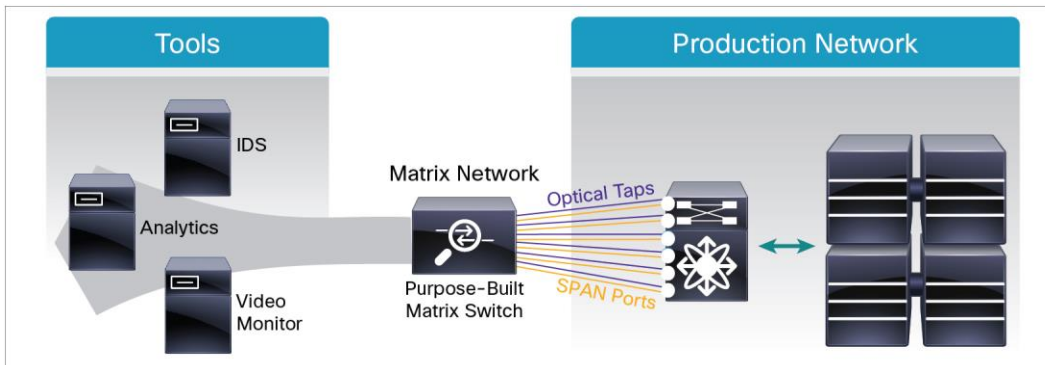 Tools
Production Network
IDS
Analytics
Video
Monitor
Matrix Network
Purpose-Built
Matrix Switch
Optical Taps
SPAN Ports